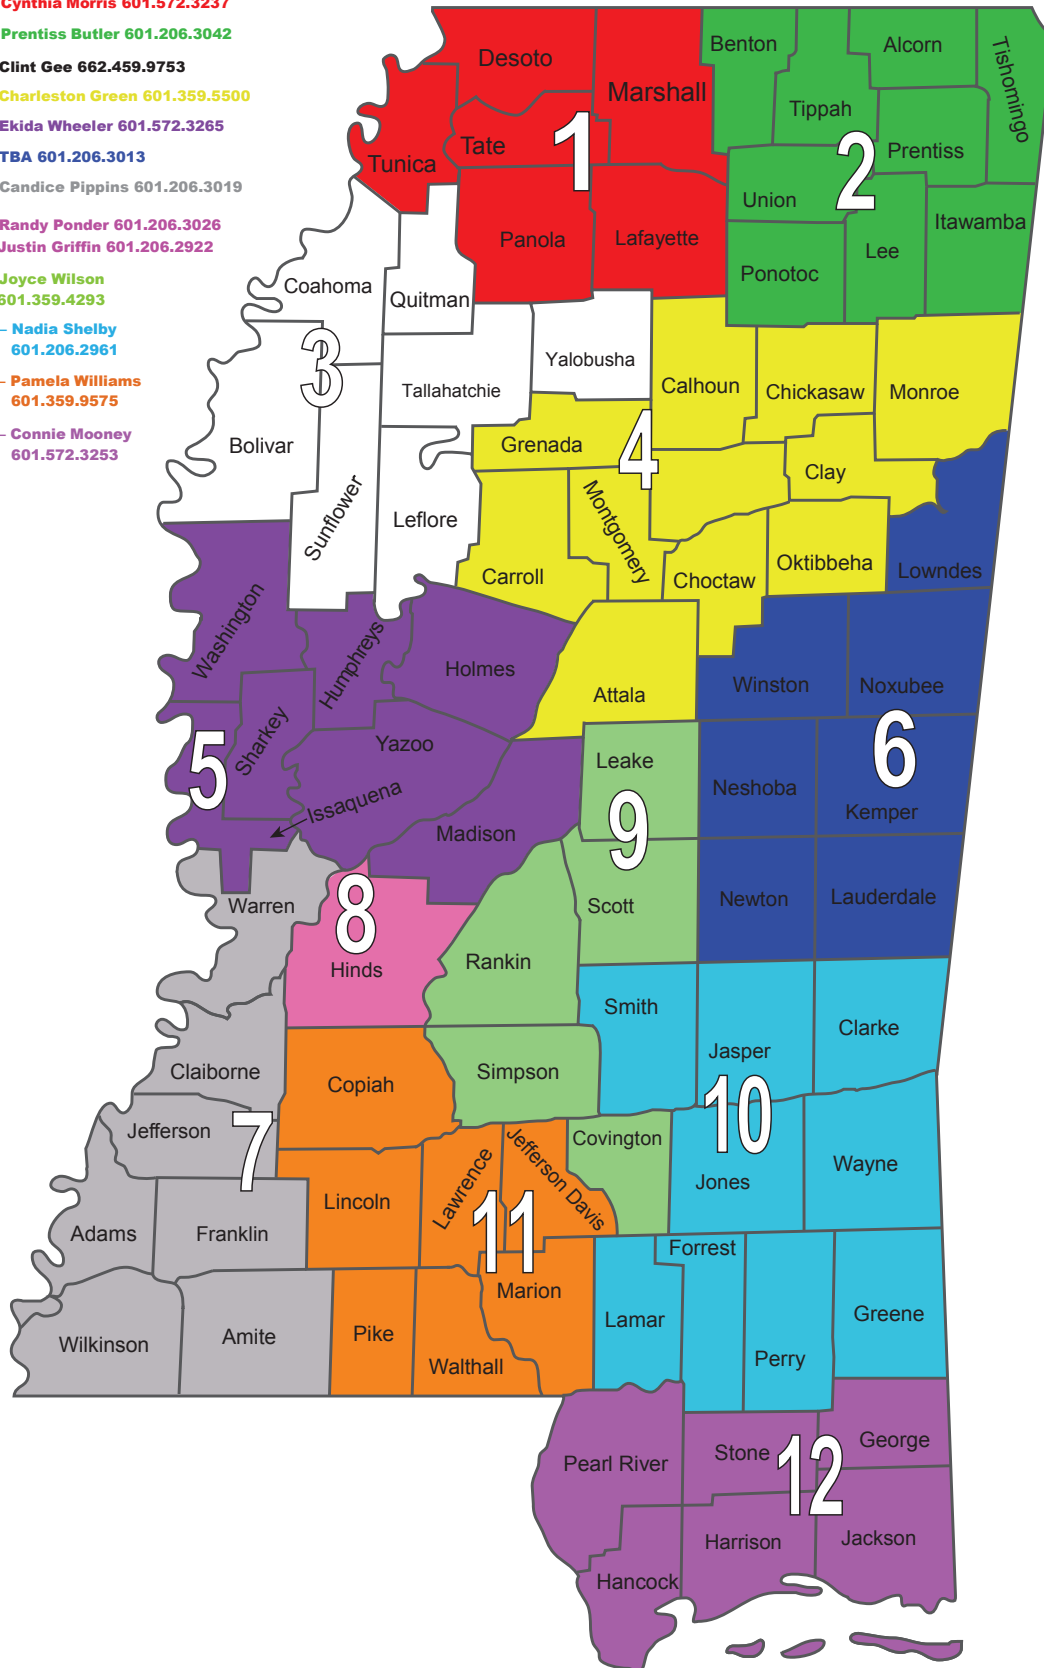 Cynthia Morris 601.572.3237
Prentiss Butler 601.206.3042
Clint Gee 662.459.9753
Charleston Green 601.359.5500
Ekida Wheeler 601.572.3265
TBA 601.206.3013
Candice Pippins 601.206.3019
Randy Ponder 601.206.3026
Justin Griffin 601.206.2922
Joyce Wilson
601.359.4293
– Nadia Shelby
601.206.2961
– Pamela Williams
601.359.9575
– Connie Mooney
601.572.3253
Desoto
Marshall
Benton
Alcorn
Tishomingo
Tippah
Tunica
Tate
1
Prentiss
2
Union
Itawamba
Panola
Lafayette
Lee
Ponotoc
Coahoma
Quitman
3
Yalobusha
Tallahatchie
Calhoun
Chickasaw
Monroe
Bolivar
Grenada
4
Clay
Sunflower
Leflore
Montgomery
Carroll
Choctaw
Oktibbeha
Lowndes
Washington
Humphreys
Holmes
Attala
Winston
Noxubee
Sharkey
5
Yazoo
6
Leake
Neshoba
Issaquena
Madison
9
Kemper
Warren
8
Scott
Newton
Lauderdale
Hinds
Rankin
Smith
Clarke
Jasper
Claiborne
Copiah
Simpson
10
Jefferson
7
Covington
Jefferson Davis
Lawrence
Wayne
Jones
Lincoln
Adams
Franklin
11
Forrest
Marion
Lamar
Greene
Wilkinson
Amite
Pike
Walthall
Perry
Pearl River
Stone
12
George
Harrison
Jackson
Hancock